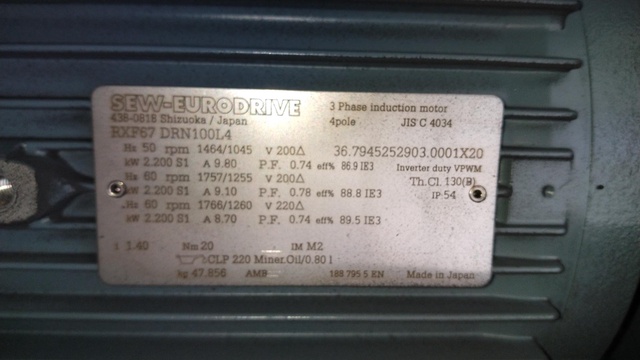 SEW-EURODRIVE
438-0818 Shizuoka / Japan
3 Phase induction motor
4pole JIS C 4034
RXF67 DRN100L4
36.7945252903.0001X20
Hz 50 rpm 1464/1045 V 200Δ
kW 2.200 S1 A 9.80 P.F. 0.74 eff% 86.9 IE3
Inverter duty VPWM
Hz 60 rpm 1757/1255 V 200Δ
Th.Cl. 130(B)
kW 2.200 S1 A 9.10 P.F. 0.78 eff% 88.8 IE3
IP 54
Hz 60 rpm 1766/1260 V 220Δ
kW 2.200 S1 A 8.70 P.F. 0.74 eff% 89.5 IE3
i 1.40 Nm 20 IM M2
CLP 220 Miner.Oil/0.80 l
kg 47.856 AMB 188 795 5 EN Made in Japan